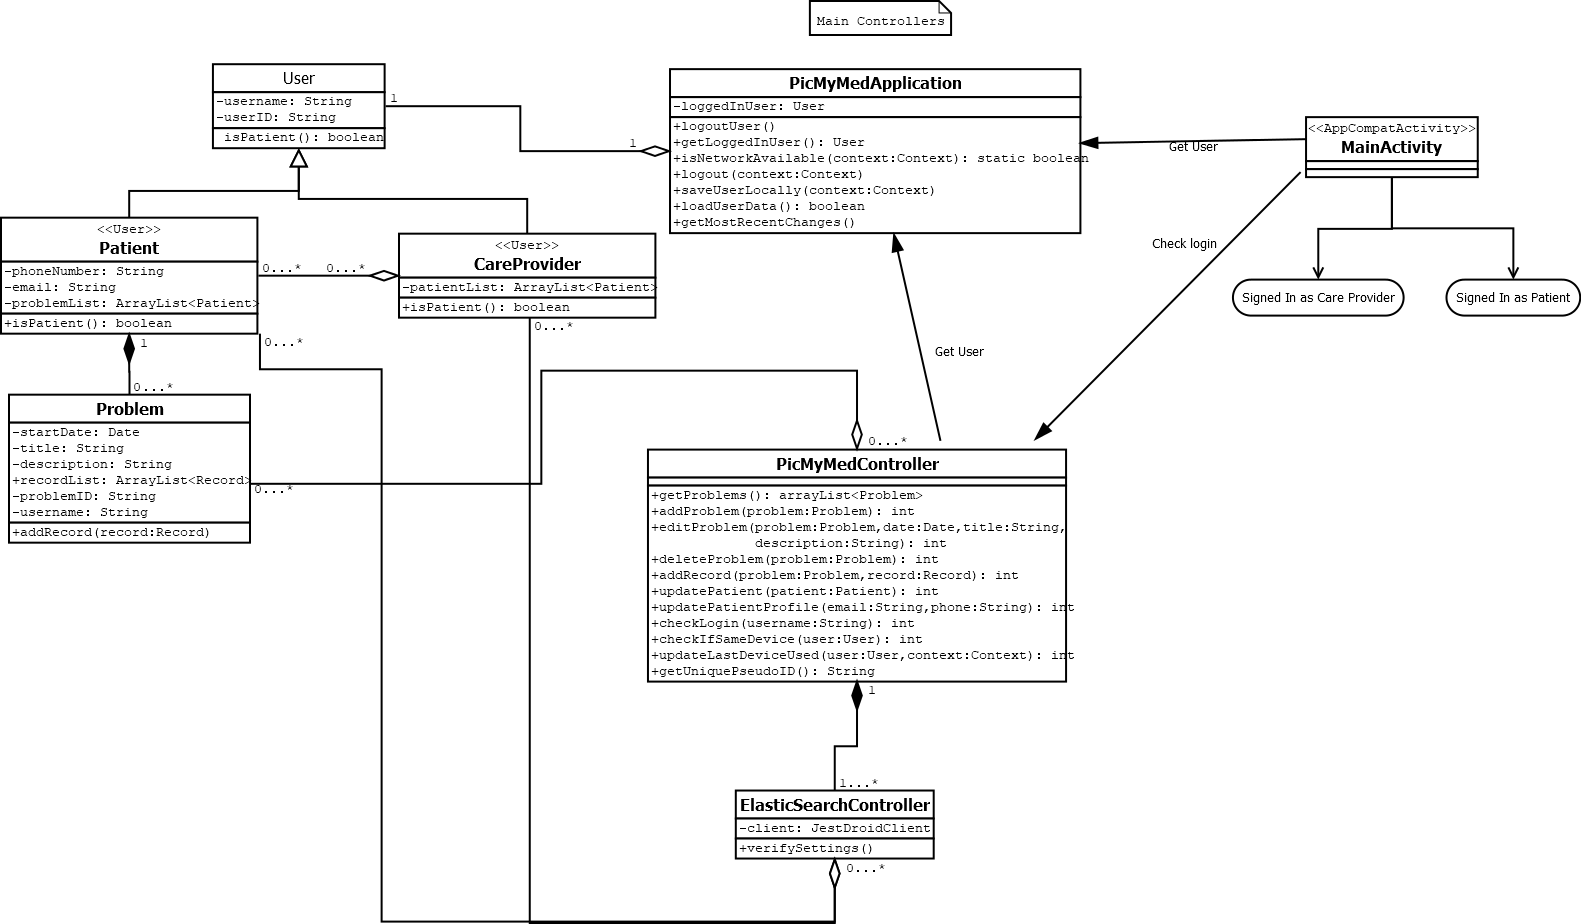 Main Controllers
User
-username: String
-userID: String
isPatient(): boolean
1
1
PicMyMedApplication
-loggedInUser: User
+logoutUser()
+getLoggedInUser(): User
+isNetworkAvailable(context:Context): static boolean
+logout(context:Context)
+saveUserLocally(context:Context)
+loadUserData(): boolean
+getMostRecentChanges()
Get User
<<AppCompatActivity>>
MainActivity
Check login
Signed In as Care Provider
Signed In as Patient
<<User>>
Patient
-phoneNumber: String
-email: String
-problemList: ArrayList<Patient>
+isPatient(): boolean
0...*
0...*
<<User>>
CareProvider
-patientList: ArrayList<Patient>
+isPatient(): boolean
0...*
1
0...*
0...*
Get User
Problem
-startDate: Date
-title: String
-description: String
+recordList: ArrayList<Record>
-problemID: String
-username: String
+addRecord(record:Record)
0...*
0...*
PicMyMedController
+getProblems(): arrayList<Problem>
+addProblem(problem:Problem): int
+editProblem(problem:Problem,date:Date,title:String,
description:String): int
+deleteProblem(problem:Problem): int
+addRecord(problem:Problem,record:Record): int
+updatePatient(patient:Patient): int
+updatePatientProfile(email:String,phone:String): int
+checkLogin(username:String): int
+checkIfSameDevice(user:User): int
+updateLastDeviceUsed(user:User,context:Context): int
+getUniquePseudoID(): String
1
1...*
ElasticSearchController
-client: JestDroidClient
+verifySettings()
0...*